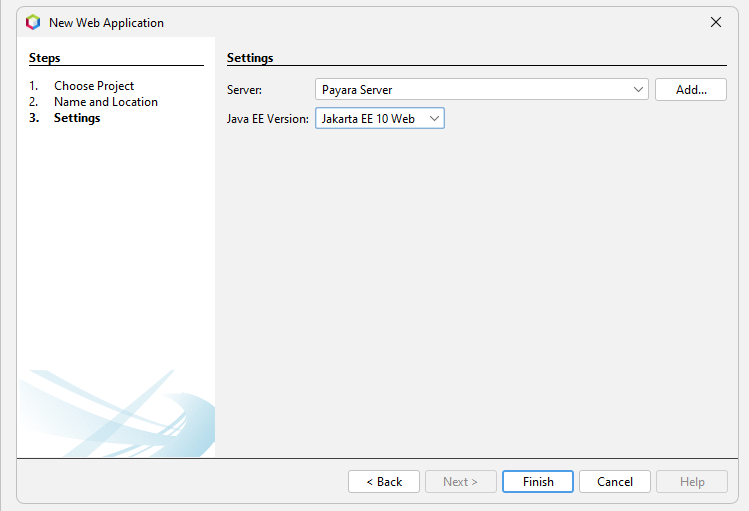 New Web Application
Steps
1. Choose Project
2. Name and Location
3. Settings
Settings
Server: Payara Server Add...
Java EE Version: Jakarta EE 10 Web
< Back Next > Finish Cancel Help